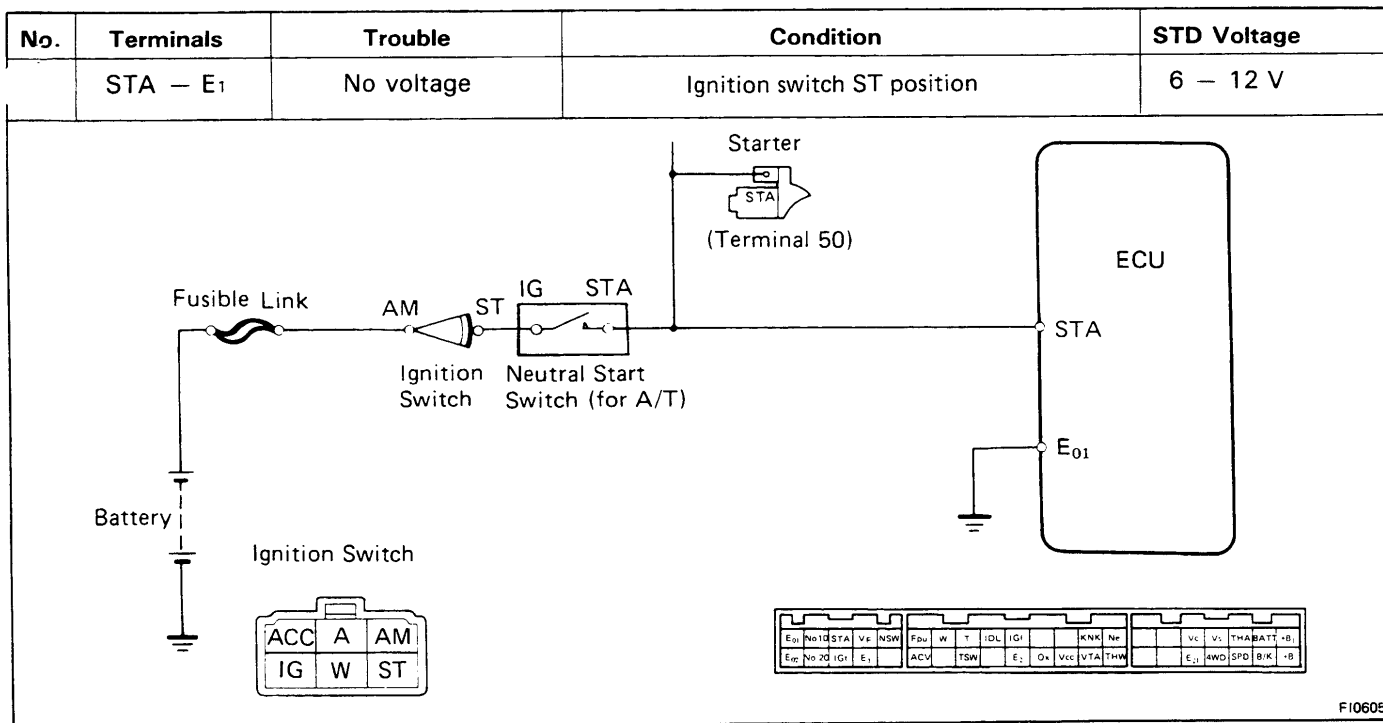 No. Terminals Trouble Condition STD Voltage
STA – E1 No voltage Ignition switch ST position 6 – 12 V
Starter
STA
(Terminal 50)
ECU
Fusible Link
AM ST
IG STA
STA
Ignition Switch
Neutral Start Switch (for A/T)
E01
Battery
Ignition Switch
ACC A AM
IG W ST
E01 No10 STA VF NSW Fpu W T IDL IGf KNK Ne Vc Vs THA BATT +B1
E02 No 20 IGt E1 ACV TSW E2 Ox Vcc VTA THW E21 4WD SPD B/K +B
FI0605